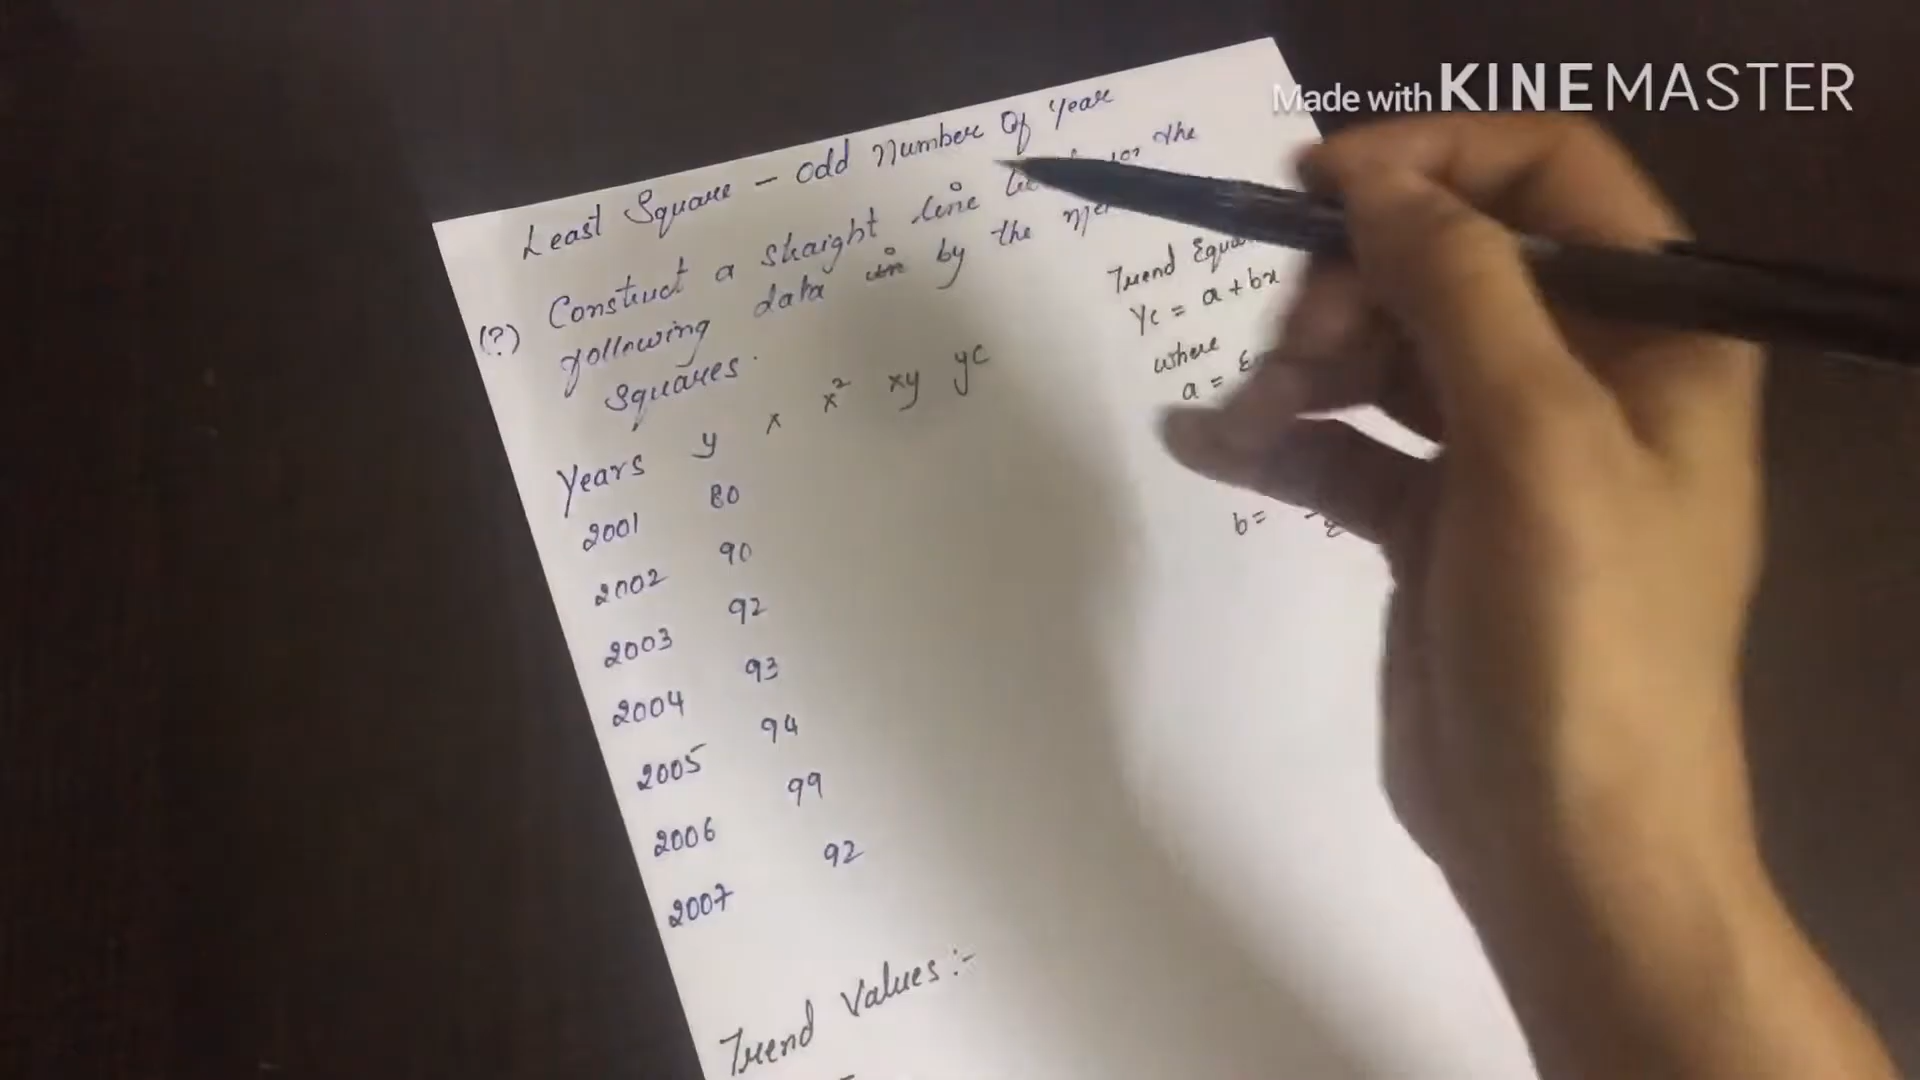 Made with KINEMASTER
Least Square - Odd Number Of Year
(?) Construct a straight line for the
following data by the
squares.
Trend
Yc = a + bx
where
a =
b =
Years y x x² xy yc
2001 80
2002 90
2003 92
2004 93
2005 94
2006 99
2007 92
Trend Values :-